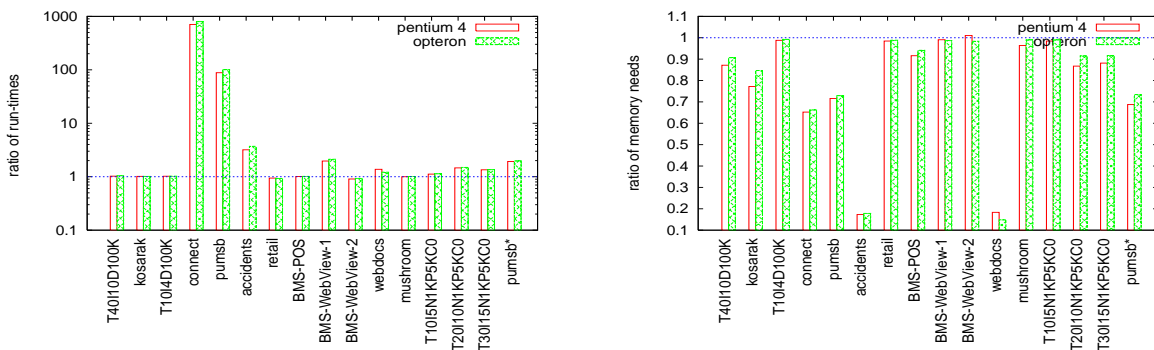 ratio of run-times
1000
100
10
1
0.1
pentium 4
opteron
T40I10D100K
kosarak
T10I4D100K
connect
pumsb
accidents
retail
BMS-POS
BMS-WebView-1
BMS-WebView-2
webdocs
mushroom
T10I5N1KP5KC0
T20I10N1KP5KC0
T30I15N1KP5KC0
pumsb*
ratio of memory needs
1.1
1
0.9
0.8
0.7
0.6
0.5
0.4
0.3
0.2
0.1
pentium 4
opteron
T40I10D100K
kosarak
T10I4D100K
connect
pumsb
accidents
retail
BMS-POS
BMS-WebView-1
BMS-WebView-2
webdocs
mushroom
T10I5N1KP5KC0
T20I10N1KP5KC0
T30I15N1KP5KC0
pumsb*